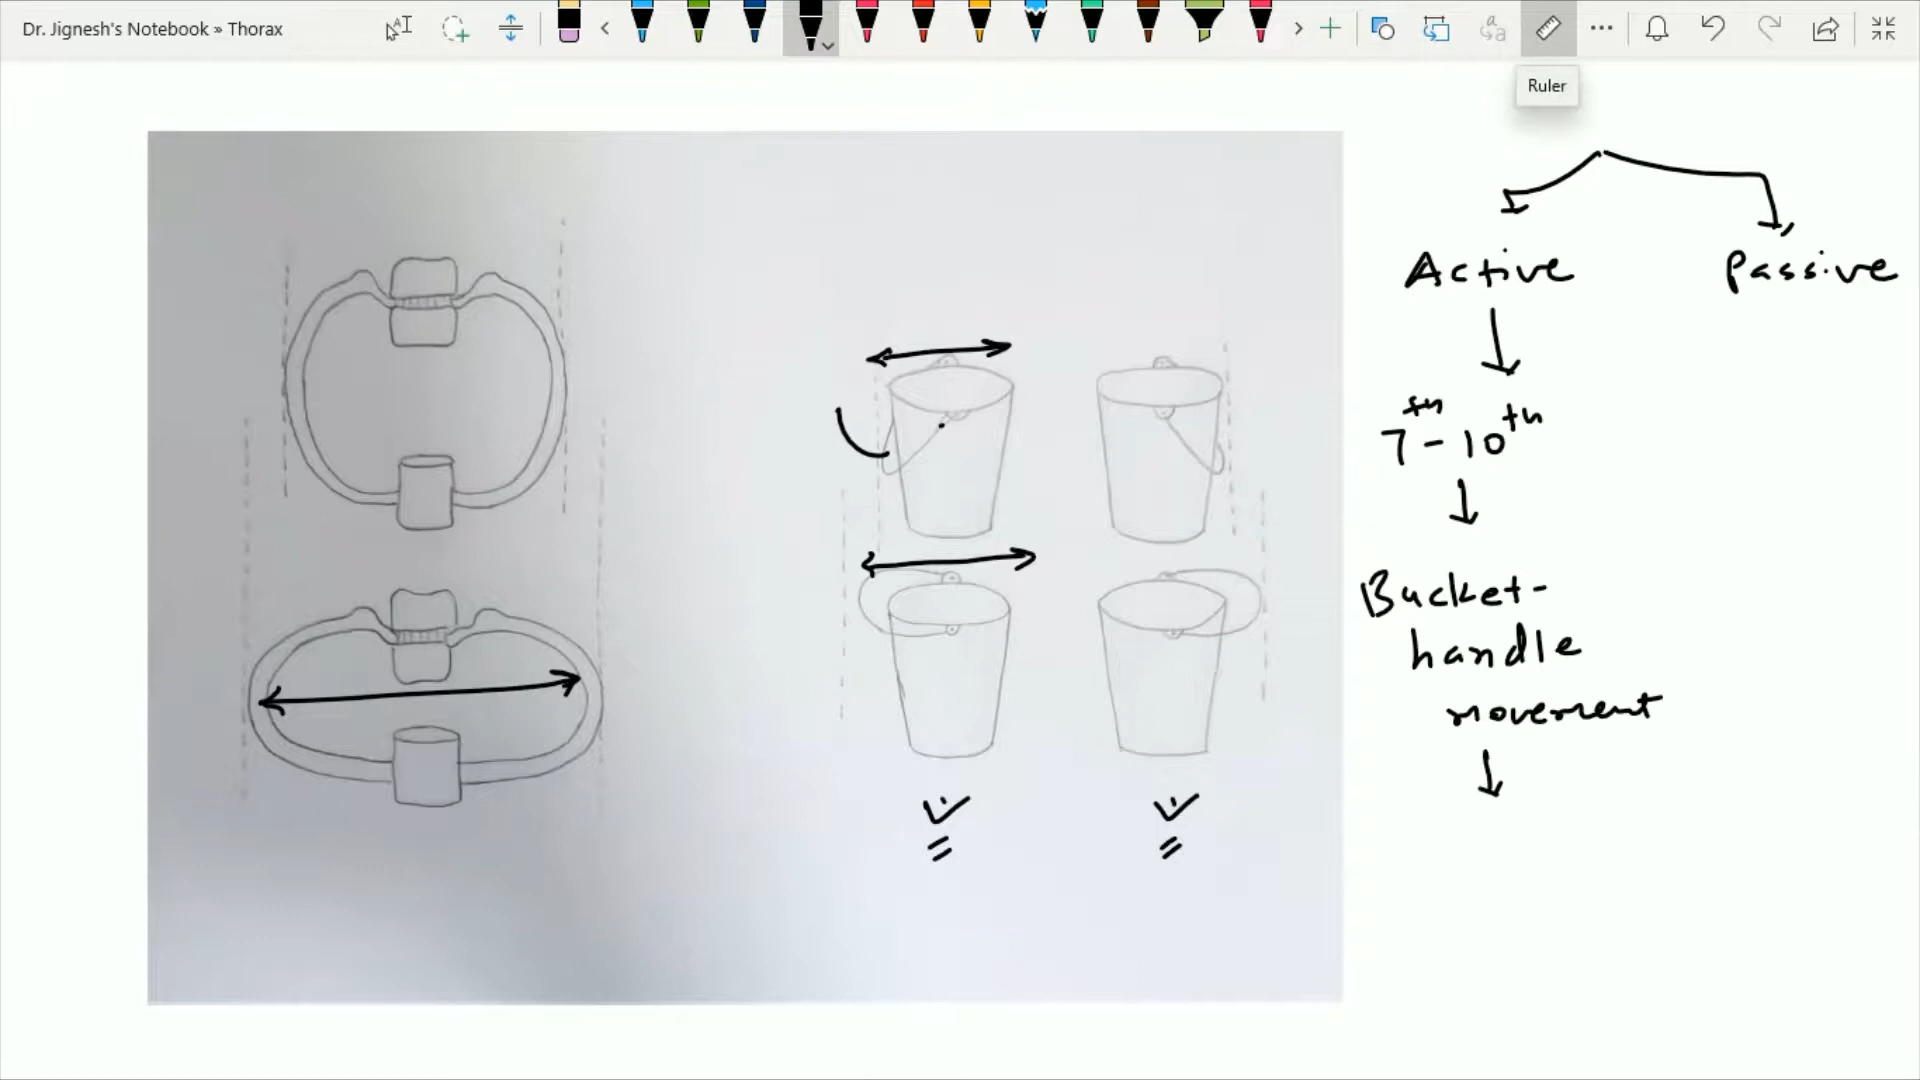 Dr. Jignesh's Notebook » Thorax
Ruler
Active
Passive
7th - 10th
Bucket-
handle
movement